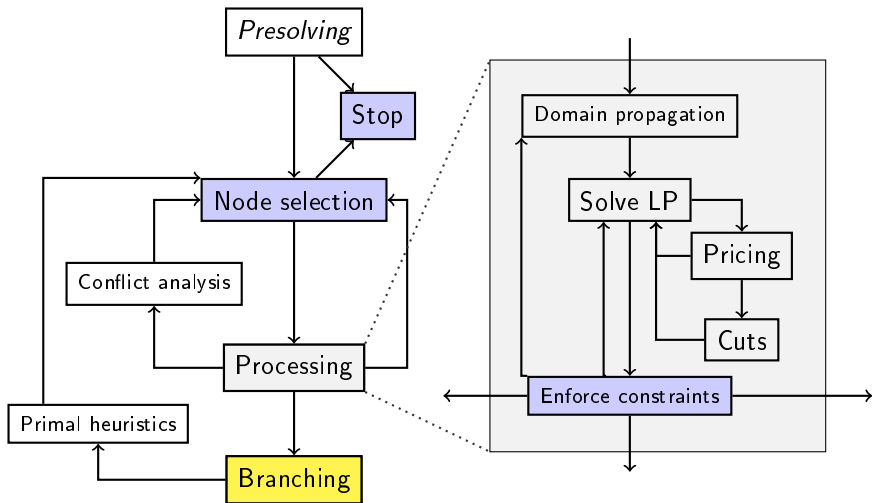 Presolving
Stop
Node selection
Conflict analysis
Processing
Primal heuristics
Branching
Domain propagation
Solve LP
Pricing
Cuts
Enforce constraints